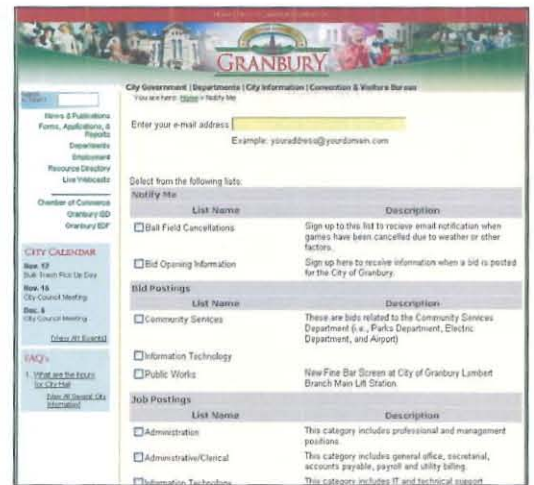 GRANBURY
City Government | Departments | City Information | Convention & Visitors Bureau
You are here: Home > Notify Me
News & Publications
Forms, Applications, & Reports
Departments
Employment
Resource Directory
Live Webcasts
Chamber of Commerce
Granbury ISD
Granbury EDF
CITY CALENDAR
Nov. 17
Bulk Trash Pick Up Day
Nov. 16
City Council Meeting
Dec. 6
City Council Meeting
[View All Events]
FAQ's
1. What are the hours for City Hall
[View All General City Information]
Enter your e-mail address
Example: youraddress@yourdomain.com
Select from the following lists:
Notify Me
List Name Description
Ball Field Cancellations Sign up to this list to recieve email notification when
games have been cancelled due to weather or other
factors.
Bid Opening Information Sign up here to receive information when a bid is posted
for the City of Granbury.
Bid Postings
List Name Description
Community Services These are bids related to the Community Services
Department (i.e., Parks Department, Electric
Department, and Airport)
Information Technology
Public Works New Fine Bar Screen at City of Granbury Lambert
Branch Main Lift Station.
Job Postings
List Name Description
Administration This category includes professional and management
positions.
Administrative/Clerical This category includes general office, secretarial,
accounts payable, payroll and utility billing.
Information Technology This category includes IT and technical support